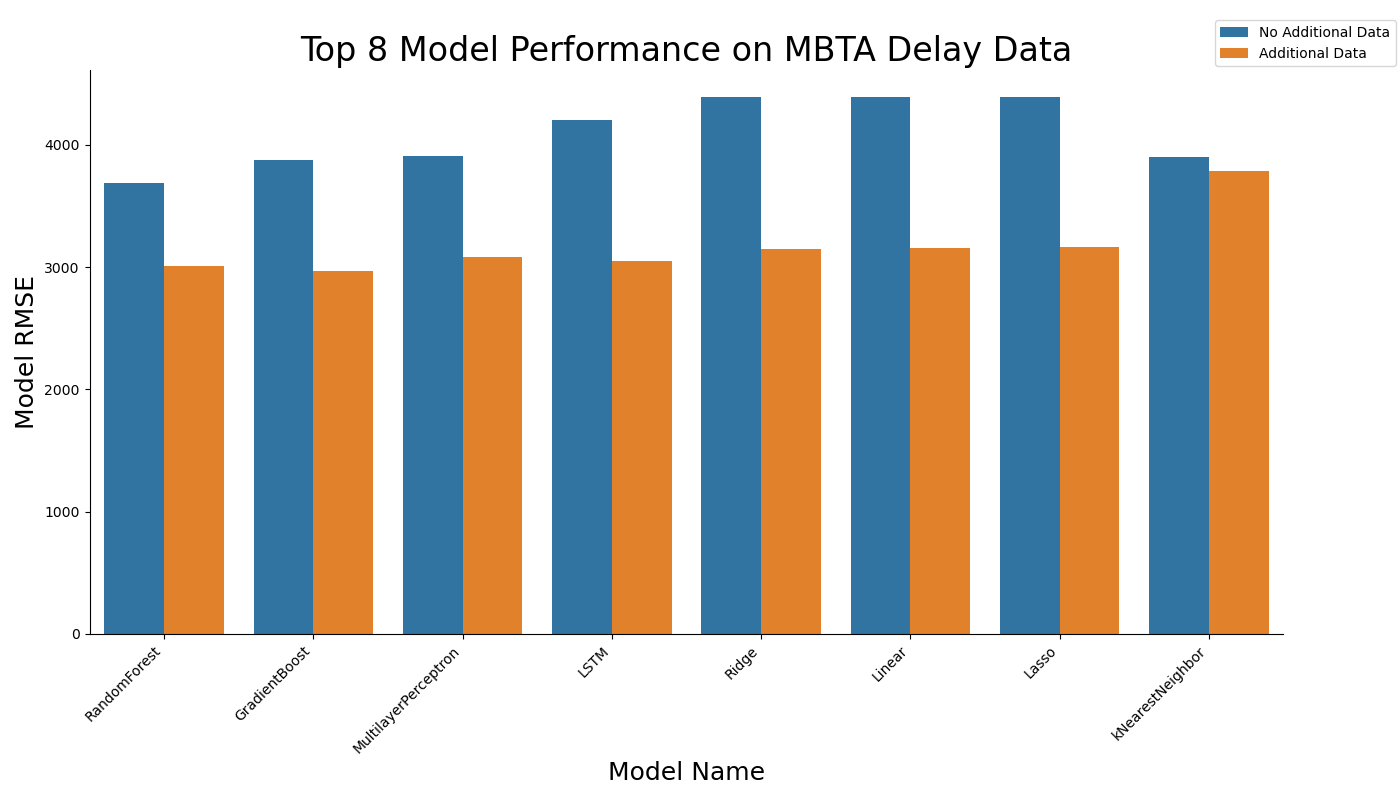 Top 8 Model Performance on MBTA Delay Data
No Additional Data
Additional Data
Model RMSE
4000
3000
2000
1000
0
RandomForest
GradientBoost
MultilayerPerceptron
LSTM
Ridge
Linear
Lasso
kNearestNeighbor
Model Name